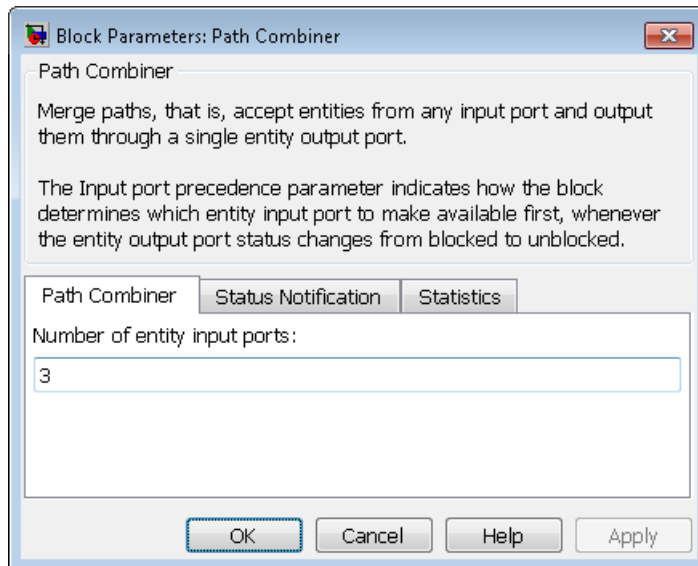 Block Parameters: Path Combiner
Path Combiner
Merge paths, that is, accept entities from any input port and output
them through a single entity output port.
The Input port precedence parameter indicates how the block
determines which entity input port to make available first, whenever
the entity output port status changes from blocked to unblocked.
Path Combiner Status Notification Statistics
Number of entity input ports:
3
OK Cancel Help Apply